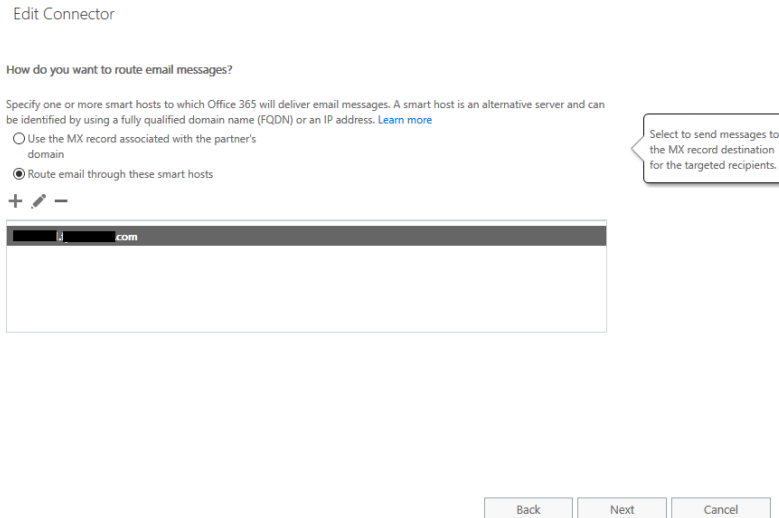 Edit Connector
How do you want to route email messages?
Specify one or more smart hosts to which Office 365 will deliver email messages. A smart host is an alternative server and can
be identified by using a fully qualified domain name (FQDN) or an IP address. Learn more
Use the MX record associated with the partner's
domain
Route email through these smart hosts
Select to send messages to
the MX record destination
for the targeted recipients.
.com
Back
Next
Cancel